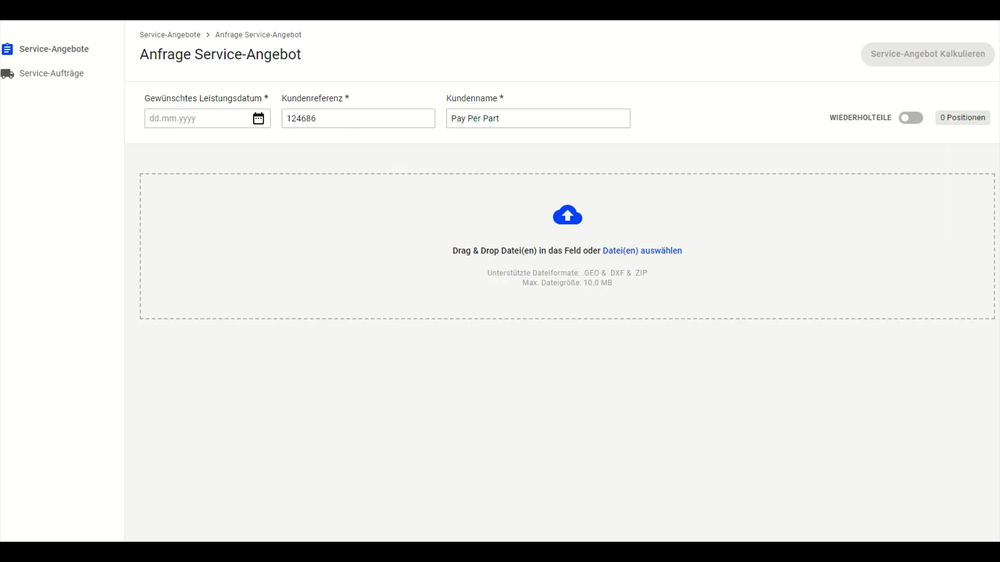 Service-Angebote
Service-Aufträge
Service-Angebote > Anfrage Service-Angebot
Anfrage Service-Angebot
Service-Angebot Kalkulieren
Gewünschtes Leistungsdatum *
dd.mm.yyyy
Kundenreferenz *
124686
Kundenname *
Pay Per Part
WIEDERHOLTEILE
0 Positionen
Drag & Drop Datei(en) in das Feld oder Datei(en) auswählen
Unterstützte Dateiformate: .GEO & .DXF & .ZIP
Max. Dateigröße: 10.0 MB